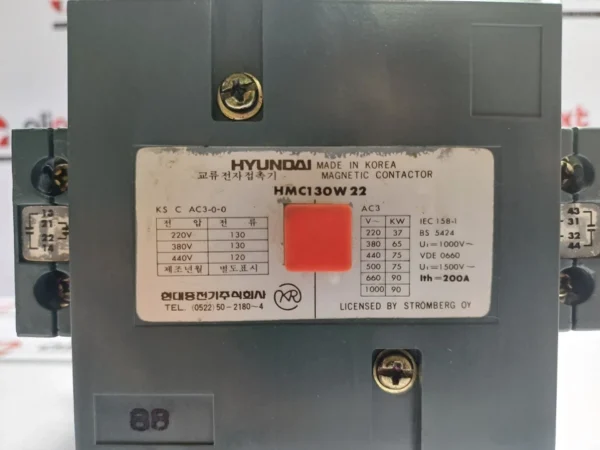 HYUNDAI MADE IN KOREA
교류전자접촉기 MAGNETIC CONTACTOR
HMC130W22
KS C AC3-0-0
전 압 전 류
220V 130
380V 130
440V 120
제조년월 별도표시
현대중전기주식회사
TEL. (0522) 50-2180~4
KR
AC3
V~ KW
220 37
380 65
440 75
500 75
660 90
1000 90
IEC 158-1
BS 5424
Ui=1000V~
VDE 0660
Ui=1500V~
Ith=200A
LICENSED BY STRÖMBERG OY
13
21
22
14
43
31
32
44
88